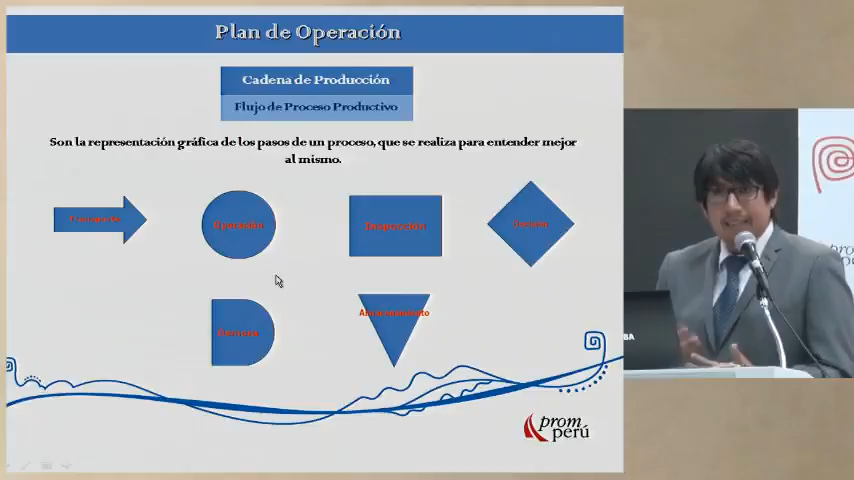 Plan de Operación
Cadena de Producción
Flujo de Proceso Productivo
Son la representación gráfica de los pasos de un proceso, que se realiza para entender mejor
al mismo.
Transporte
Operación
Inspección
Decisión
Demora
Almacenamiento
prom
perú
BA